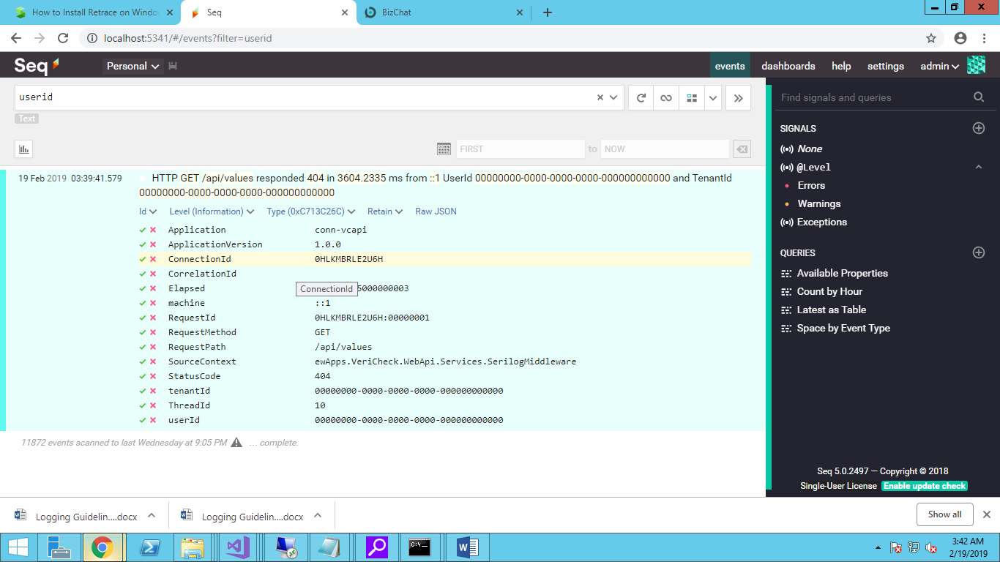 How to Install Retrace on Windo
Seq
BizChat
localhost:5341/#/events?filter=userid
Seq
Personal
events
dashboards
help
settings
admin
userid
Text
FIRST
to
NOW
19 Feb 2019 03:39:41.579
HTTP GET /api/values responded 404 in 3604.2335 ms from ::1 UserId 00000000-0000-0000-0000-000000000000 and TenantId
00000000-0000-0000-0000-000000000000
Id
Level (Information)
Type (0xC713C26C)
Retain
Raw JSON
Application conn-vcapi
ApplicationVersion 1.0.0
ConnectionId 0HLKMBRLE2U6H
CorrelationId
Elapsed 5000000003
ConnectionId
machine ::1
RequestId 0HLKMBRLE2U6H:00000001
RequestMethod GET
RequestPath /api/values
SourceContext ewApps.VeriCheck.WebApi.Services.SerilogMiddleware
StatusCode 404
tenantId 00000000-0000-0000-0000-000000000000
ThreadId 10
userId 00000000-0000-0000-0000-000000000000
11872 events scanned to last Wednesday at 9:05 PM ... complete.
Find signals and queries
SIGNALS
None
@Level
Errors
Warnings
Exceptions
QUERIES
Available Properties
Count by Hour
Latest as Table
Space by Event Type
Seq 5.0.2497 — Copyright © 2018
Single-User License Enable update check
Logging Guidelin....docx
Logging Guidelin....docx
Show all
3:42 AM
2/19/2019